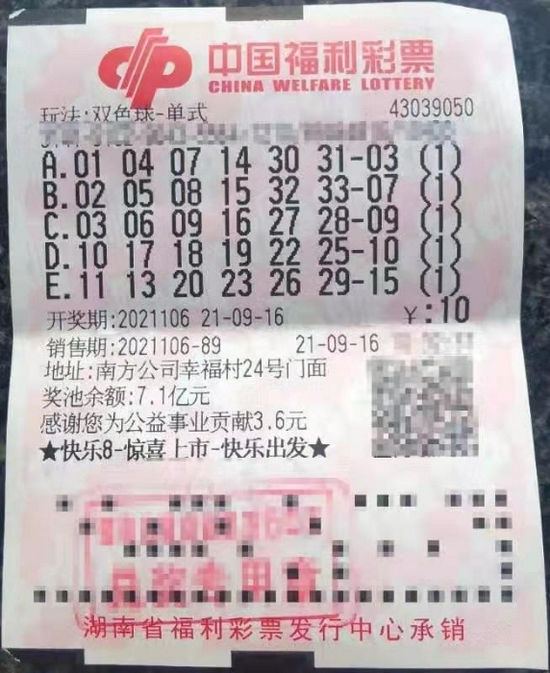 中国福利彩票
CHINA WELFARE LOTTERY
玩法:双色球-单式 43039050
A.01 04 07 14 30 31-03 (1)
B.02 05 08 15 32 33-07 (1)
C.03 06 09 16 27 28-09 (1)
D.10 17 18 19 22 25-10 (1)
E.11 13 20 23 26 29-15 (1)
开奖期:2021106 21-09-16 ￥:10
销售期:2021106-89 21-09-16
地址:南方公司幸福村24号门面
奖池余额:7.1亿元
感谢您为公益事业贡献3.6元
★快乐8-惊喜上市-快乐出发★
湖南省福利彩票发行中心承销